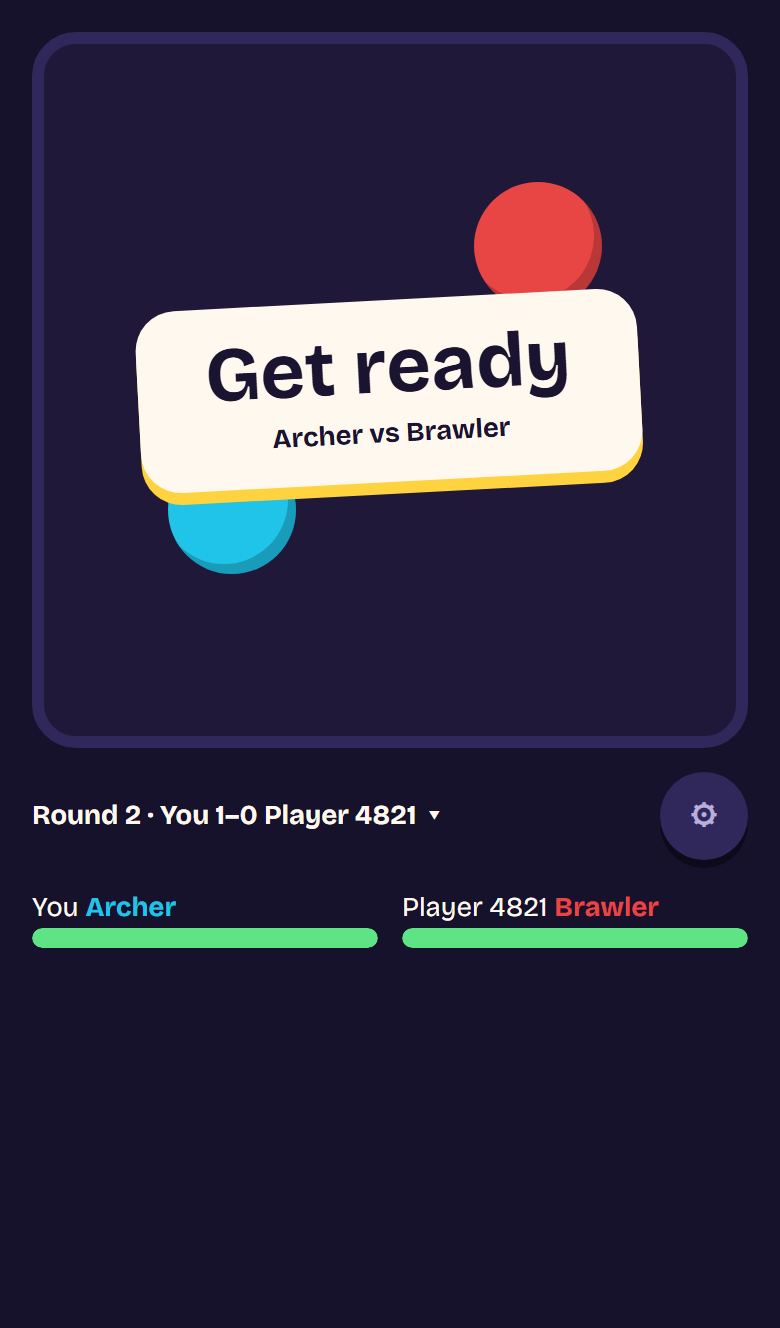 Get ready
Archer vs Brawler
Round 2 · You 1–0 Player 4821
You Archer
Player 4821 Brawler